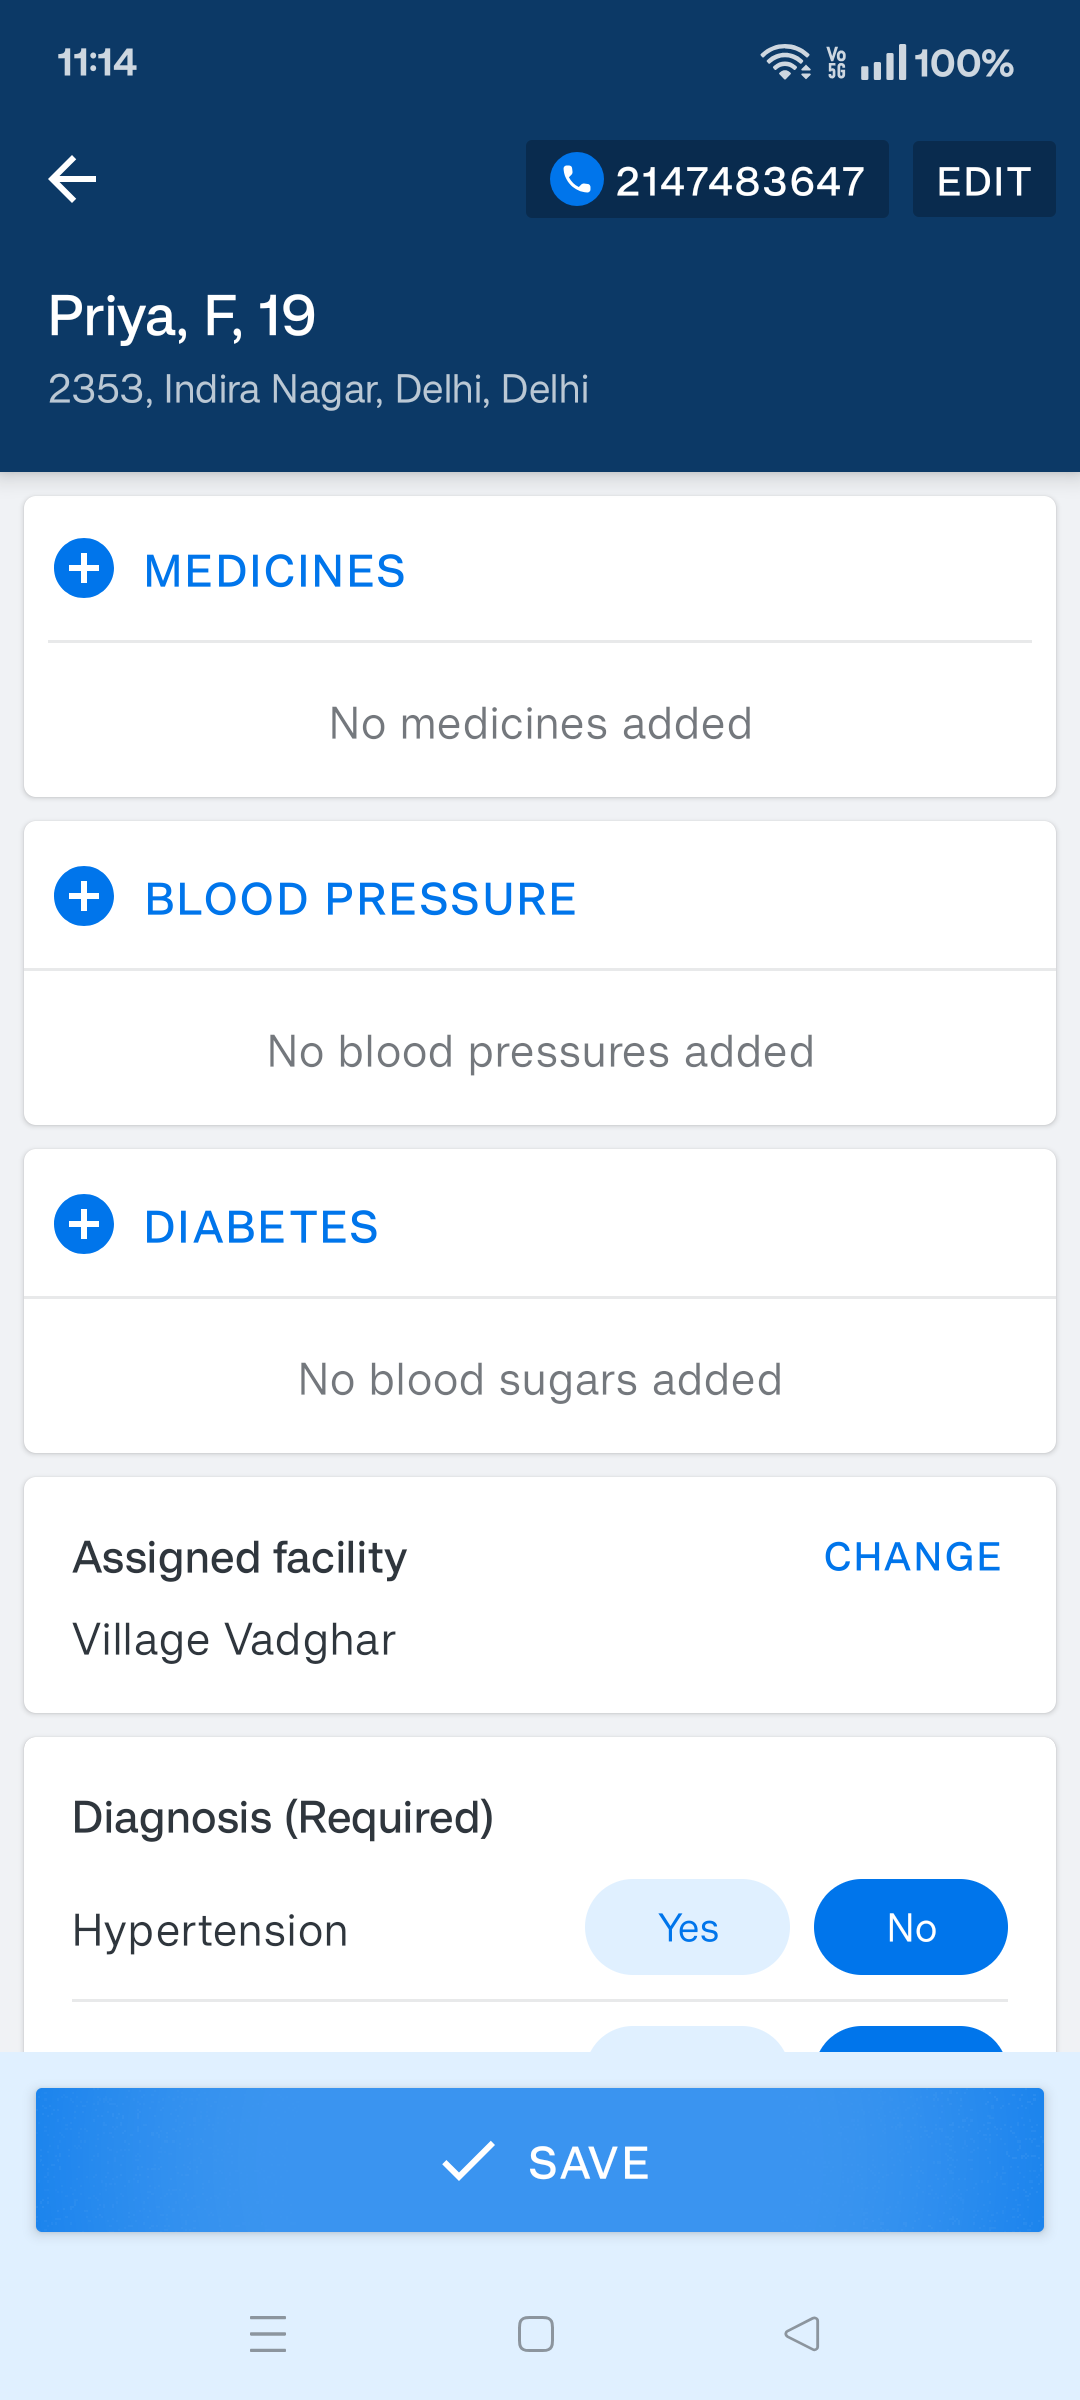 11:14
Vo 5G 100%
2147483647 EDIT
Priya, F, 19
2353, Indira Nagar, Delhi, Delhi
MEDICINES
No medicines added
BLOOD PRESSURE
No blood pressures added
DIABETES
No blood sugars added
Assigned facility CHANGE
Village Vadghar
Diagnosis (Required)
Hypertension Yes No
SAVE